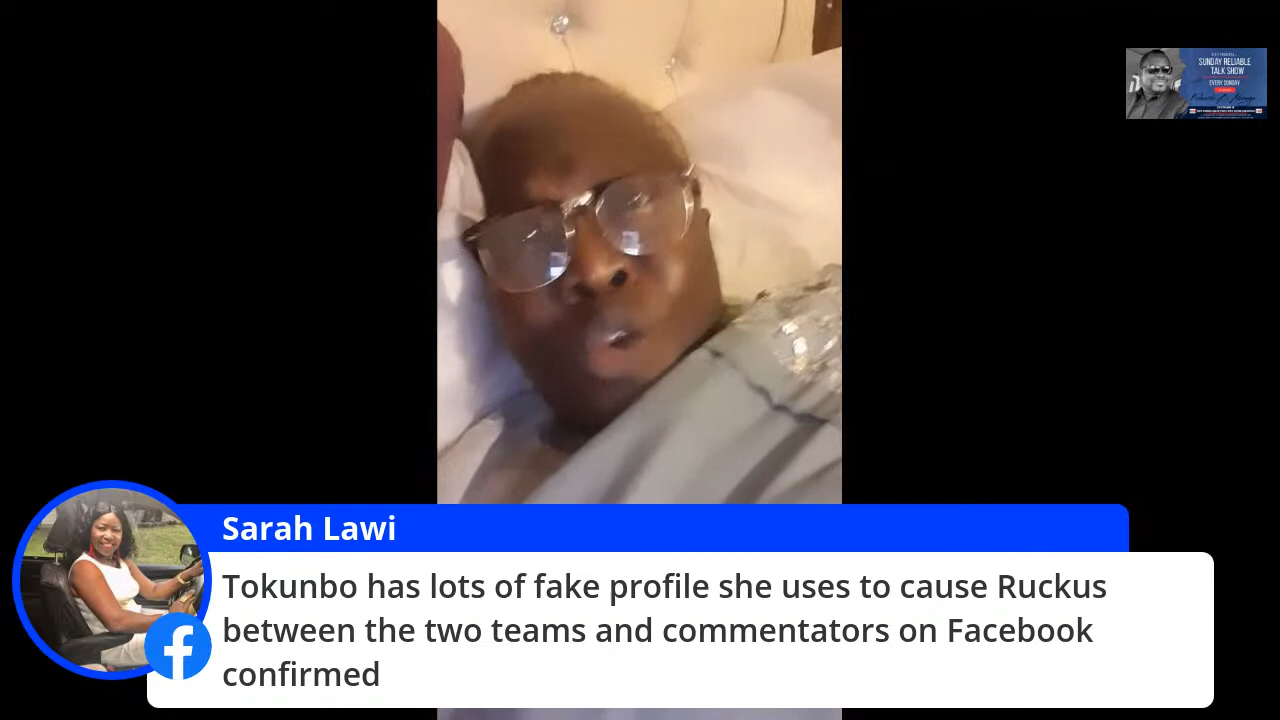 SUNDAY RELIABLE
TALK SHOW
EVERY SUNDAY
Sarah Lawi
Tokunbo has lots of fake profile she uses to cause Ruckus
between the two teams and commentators on Facebook
confirmed